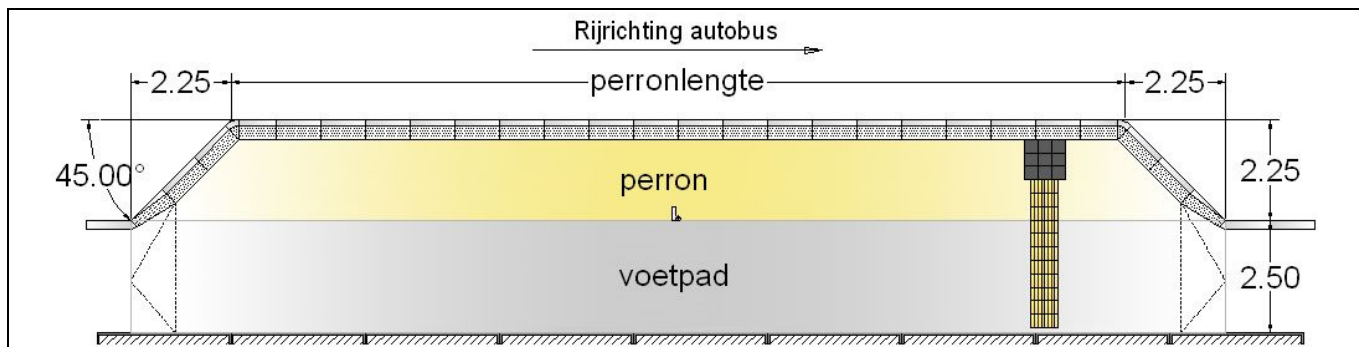 Rijrichting autobus
2.25
perronlengte
2.25
45.00°
perron
2.25
voetpad
2.50